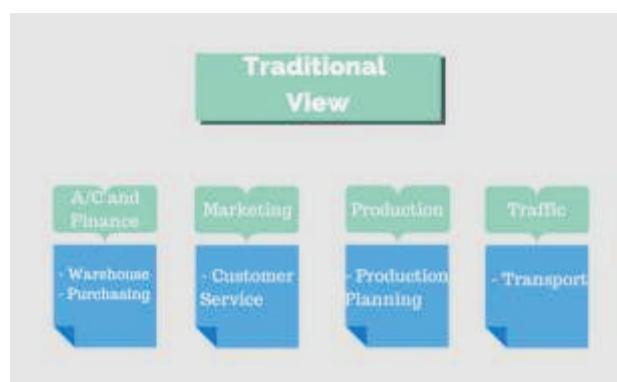 Traditional
View
A/C and
Finance
Marketing
Production
Traffic
- Warehouse
- Purchasing
- Customer
Service
- Production
Planning
- Transport